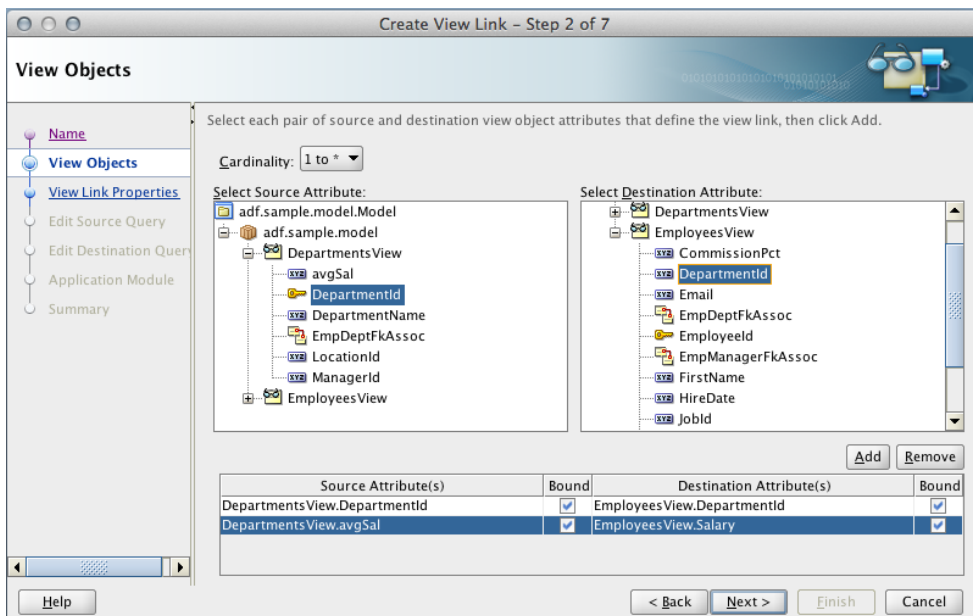 Create View Link – Step 2 of 7
View Objects
Name
View Objects
View Link Properties
Edit Source Query
Edit Destination Quer
Application Module
Summary
Select each pair of source and destination view object attributes that define the view link, then click Add.
Cardinality: 1 to *
Select Source Attribute:
adf.sample.model.Model
adf.sample.model
DepartmentsView
avgSal
DepartmentId
DepartmentName
EmpDeptFkAssoc
LocationId
ManagerId
EmployeesView
Select Destination Attribute:
DepartmentsView
EmployeesView
CommissionPct
DepartmentId
Email
EmpDeptFkAssoc
EmployeeId
EmpManagerFkAssoc
FirstName
HireDate
JobId
Add Remove
Source Attribute(s) Bound Destination Attribute(s) Bound
DepartmentsView.DepartmentId EmployeesView.DepartmentId
DepartmentsView.avgSal EmployeesView.Salary
Help < Back Next > Finish Cancel